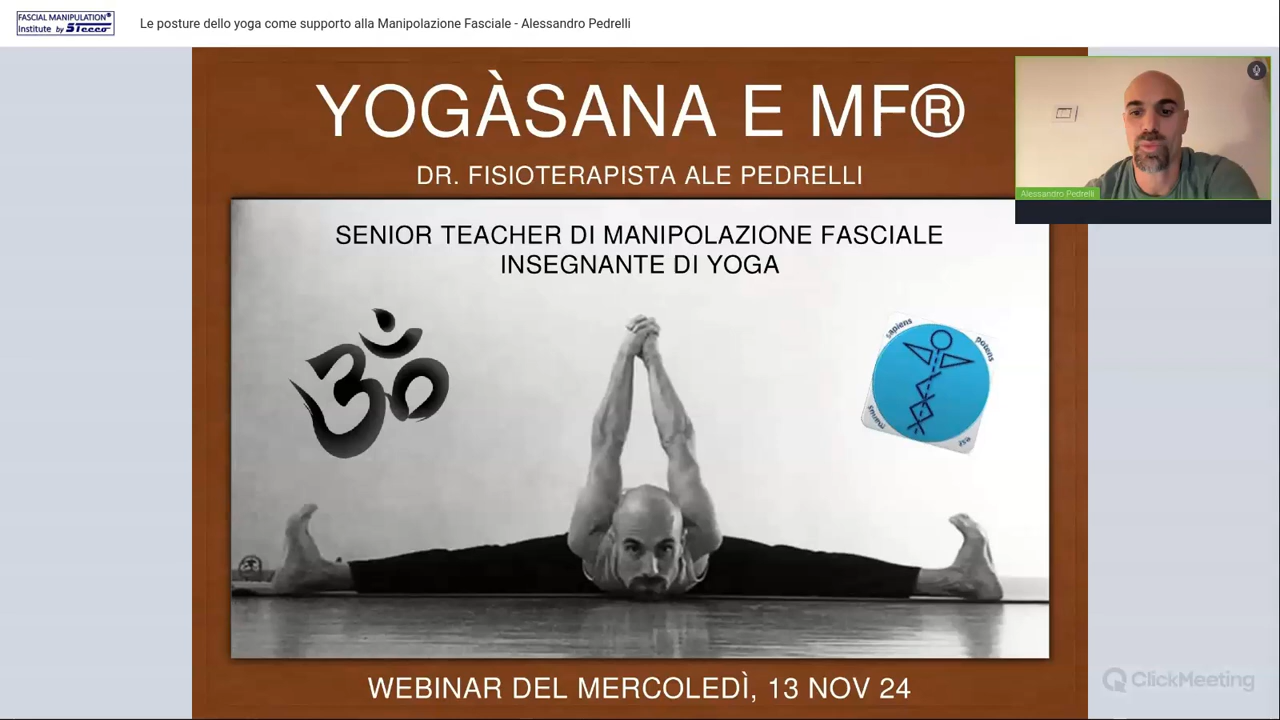 FASCIAL MANIPULATION®
Institute by Stecco
Le posture dello yoga come supporto alla Manipolazione Fasciale - Alessandro Pedrelli
YOGÀSANA E MF®
DR. FISIOTERAPISTA ALE PEDRELLI
Alessandro Pedrelli
SENIOR TEACHER DI MANIPOLAZIONE FASCIALE
INSEGNANTE DI YOGA
ॐ
sapiens
potens
manus
est
WEBINAR DEL MERCOLEDÌ, 13 NOV 24
ClickMeeting